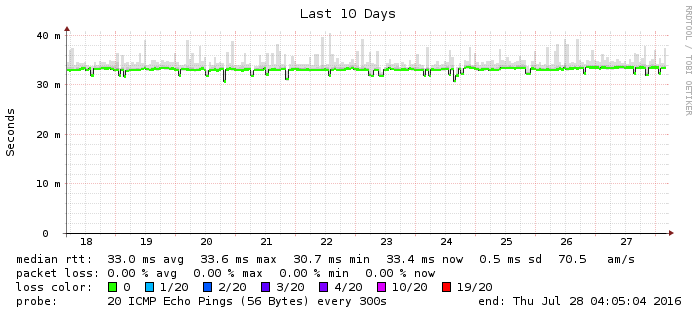 Last 10 Days
RRDTOOL / TOBI OETIKER
Seconds
40 m
30 m
20 m
10 m
0
18 19 20 21 22 23 24 25 26 27
median rtt: 33.0 ms avg 33.6 ms max 30.7 ms min 33.4 ms now 0.5 ms sd 70.5 am/s
packet loss: 0.00 % avg 0.00 % max 0.00 % min 0.00 % now
loss color: 0 1/20 2/20 3/20 4/20 10/20 19/20
probe: 20 ICMP Echo Pings (56 Bytes) every 300s end: Thu Jul 28 04:05:04 2016